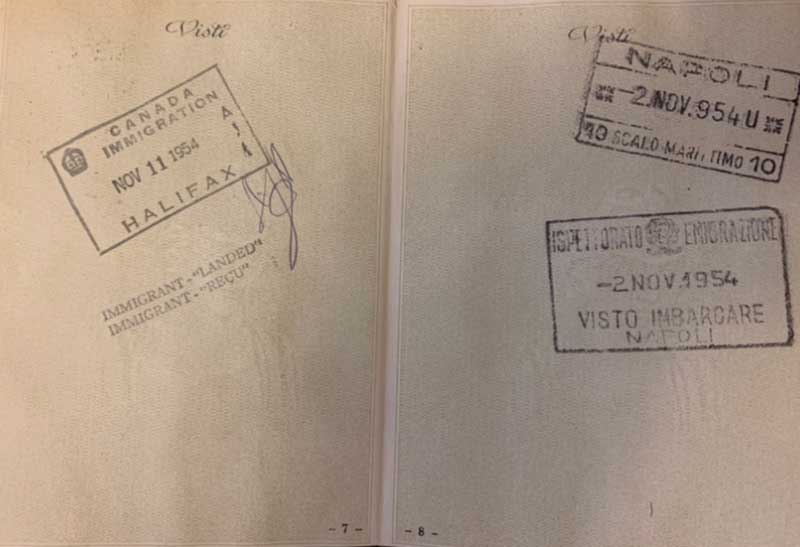 Visti
CANADA
IMMIGRATION
NOV 11 1954
HALIFAX
IMMIGRANT - "LANDED"
IMMIGRANT - "REÇU"
- 7 -
Visti
NAPOLI
-2.NOV.954 U
10 SCALO MARITTIMO 10
ISPETTORATO EMIGRAZIONE
-2 NOV.1954
VISTO IMBARCARE
NAPOLI
- 8 -